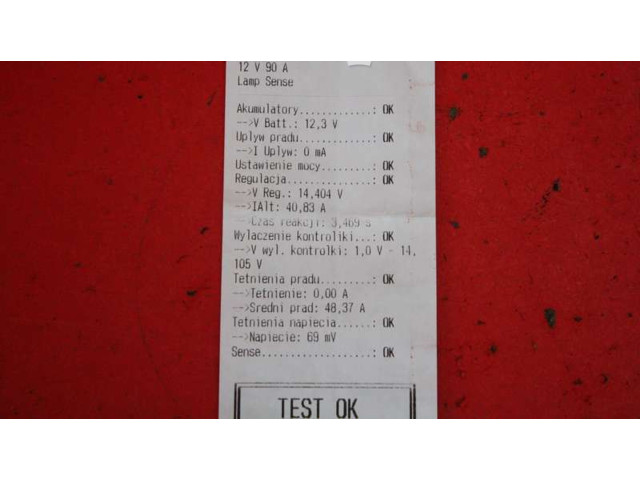 12 V 90 A
Lamp Sense
Akumulatory.............: OK
-->V Batt.: 12,3 V
Uplyw pradu.............: OK
-->I Uplyw: 0 mA
Ustawienie mocy.........: OK
Regulacja...............: OK
-->V Reg.: 14,404 V
-->IAlt: 40,83 A
-->Czas reakcji: 3,469 s
Wylaczenie kontrolki...: OK
-->V wyl. kontrolki: 1,0 V - 14,
105 V
Tetnienia pradu.........: OK
-->Tetnienie: 0,00 A
-->Sredni prad: 48,37 A
Tetnienia napiecia......: OK
-->Napiecie: 69 mV
Sense...................: OK
TEST OK